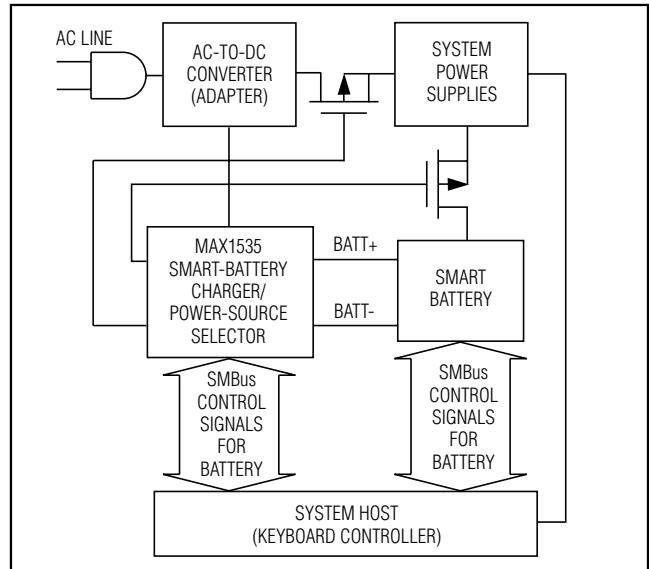 AC LINE
AC-TO-DC
CONVERTER
(ADAPTER)
SYSTEM
POWER
SUPPLIES
MAX1535
SMART-BATTERY
CHARGER/
POWER-SOURCE
SELECTOR
BATT+
BATT-
SMART
BATTERY
SMBus
CONTROL
SIGNALS
FOR
BATTERY
SMBus
CONTROL
SIGNALS
FOR
BATTERY
SYSTEM HOST
(KEYBOARD CONTROLLER)